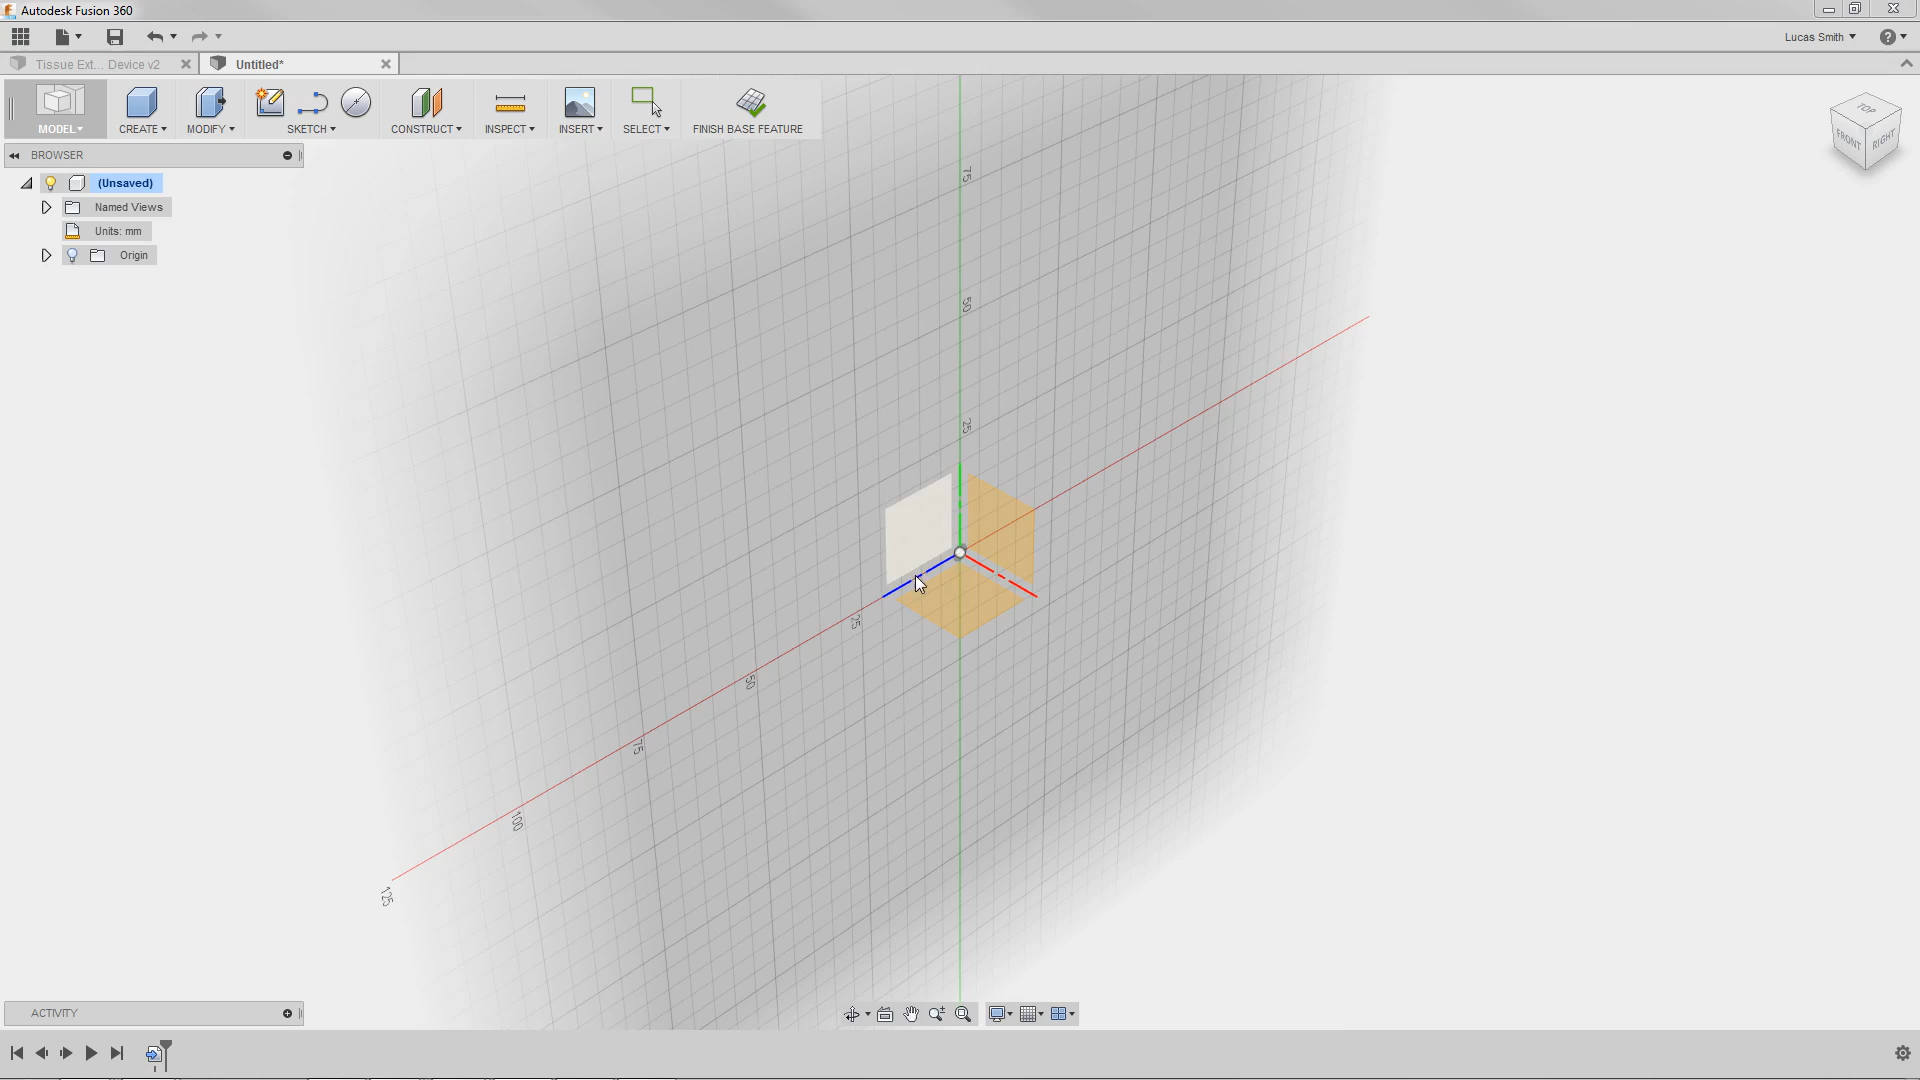 Autodesk Fusion 360
Lucas Smith
Tissue Ext... Device v2
Untitled*
MODEL
CREATE
MODIFY
SKETCH
CONSTRUCT
INSPECT
INSERT
SELECT
FINISH BASE FEATURE
TOP
FRONT
RIGHT
BROWSER
(Unsaved)
Named Views
Units: mm
Origin
75
50
25
25
50
75
100
125
ACTIVITY